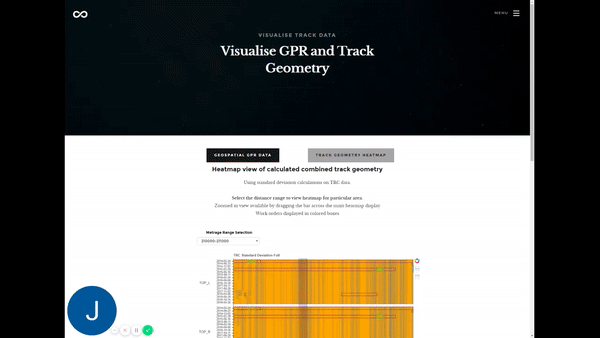 MENU
VISUALISE TRACK DATA
Visualise GPR and Track
Geometry
GEOSPATIAL GPR DATA
TRACK GEOMETRY HEATMAP
Heatmap view of calculated combined track geometry
Using standard deviation calculations on TRC data.
Select the distance range to view heatmap for particular area.
Zoomed in view available by dragging the bar across the main heatmap display
Work orders displayed in colored boxes
Metrage Range Selection
210000-211000
TRC Standard Deviation Full
TOP_L
TOP_R
J